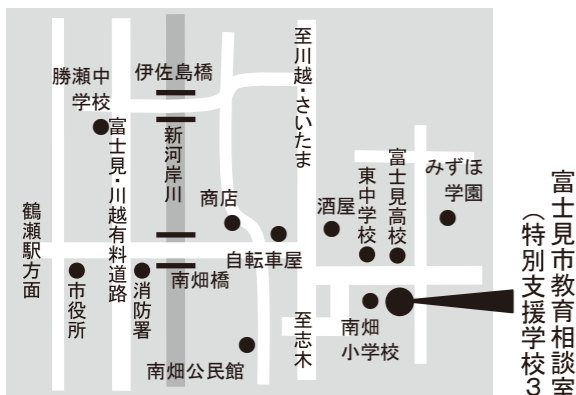 勝瀬中
学校
伊佐島橋
至川越・さいたま
富士見・川越有料道路
新河岸川
鶴瀬駅方面
商店
自転車屋
酒屋
東中学校
富士見高校
みずほ
学園
市役所
消防署
南畑橋
至志木
南畑
小学校
南畑公民館
富士見市教育相談室
（特別支援学校３